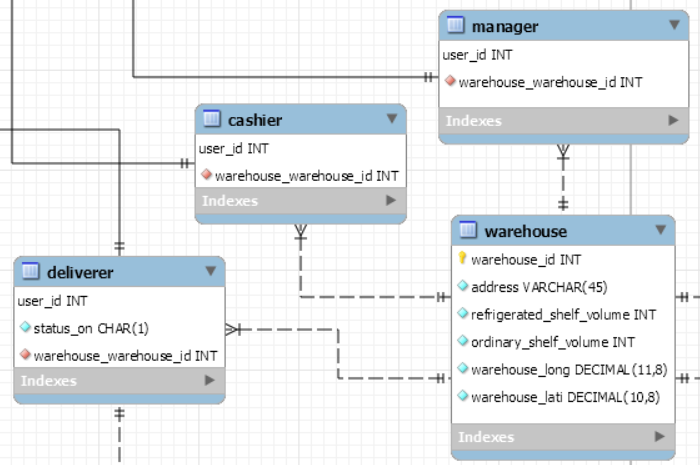 manager
user_id INT
warehouse_warehouse_id INT
Indexes
cashier
user_id INT
warehouse_warehouse_id INT
Indexes
warehouse
warehouse_id INT
address VARCHAR(45)
refrigerated_shelf_volume INT
ordinary_shelf_volume INT
warehouse_long DECIMAL(11,8)
warehouse_lati DECIMAL(10,8)
Indexes
deliverer
user_id INT
status_on CHAR(1)
warehouse_warehouse_id INT
Indexes